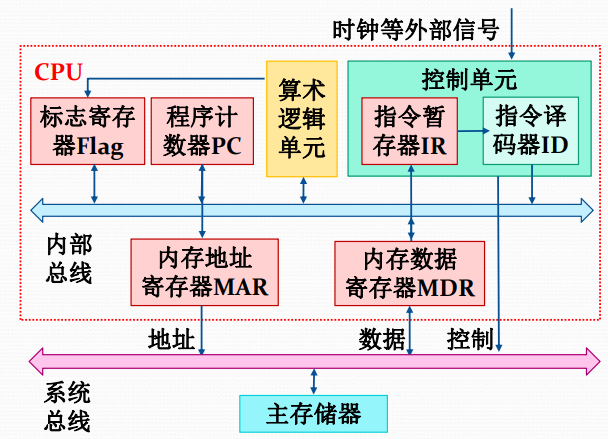 时钟等外部信号
CPU
控制单元
标志寄存
器Flag
程序计
数器PC
算术
逻辑
单元
指令暂
存器IR
指令译
码器ID
内部
总线
内存地址
寄存器MAR
内存数据
寄存器MDR
地址
数据
控制
系统
总线
主存储器